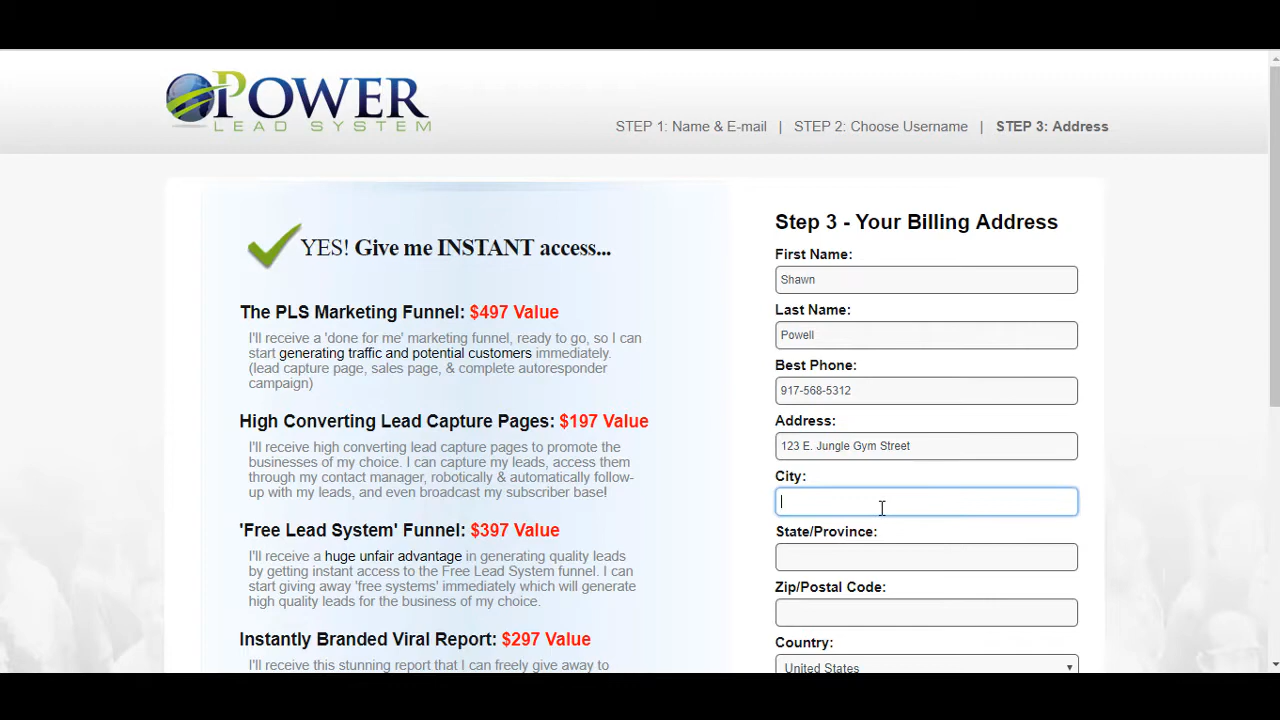 POWER
LEAD SYSTEM
STEP 1: Name & E-mail | STEP 2: Choose Username | STEP 3: Address
YES! Give me INSTANT access...
The PLS Marketing Funnel: $497 Value
I'll receive a 'done for me' marketing funnel, ready to go, so I can
start generating traffic and potential customers immediately.
(lead capture page, sales page, & complete autoresponder
campaign)
High Converting Lead Capture Pages: $197 Value
I'll receive high converting lead capture pages to promote the
businesses of my choice. I can capture my leads, access them
through my contact manager, robotically & automatically follow-
up with my leads, and even broadcast my subscriber base!
'Free Lead System' Funnel: $397 Value
I'll receive a huge unfair advantage in generating quality leads
by getting instant access to the Free Lead System funnel. I can
start giving away 'free systems' immediately which will generate
high quality leads for the business of my choice.
Instantly Branded Viral Report: $297 Value
I'll receive this stunning report that I can freely give away to
Step 3 - Your Billing Address
First Name:
Shawn
Last Name:
Powell
Best Phone:
917-568-5312
Address:
123 E. Jungle Gym Street
City:
State/Province:
Zip/Postal Code:
Country:
United States